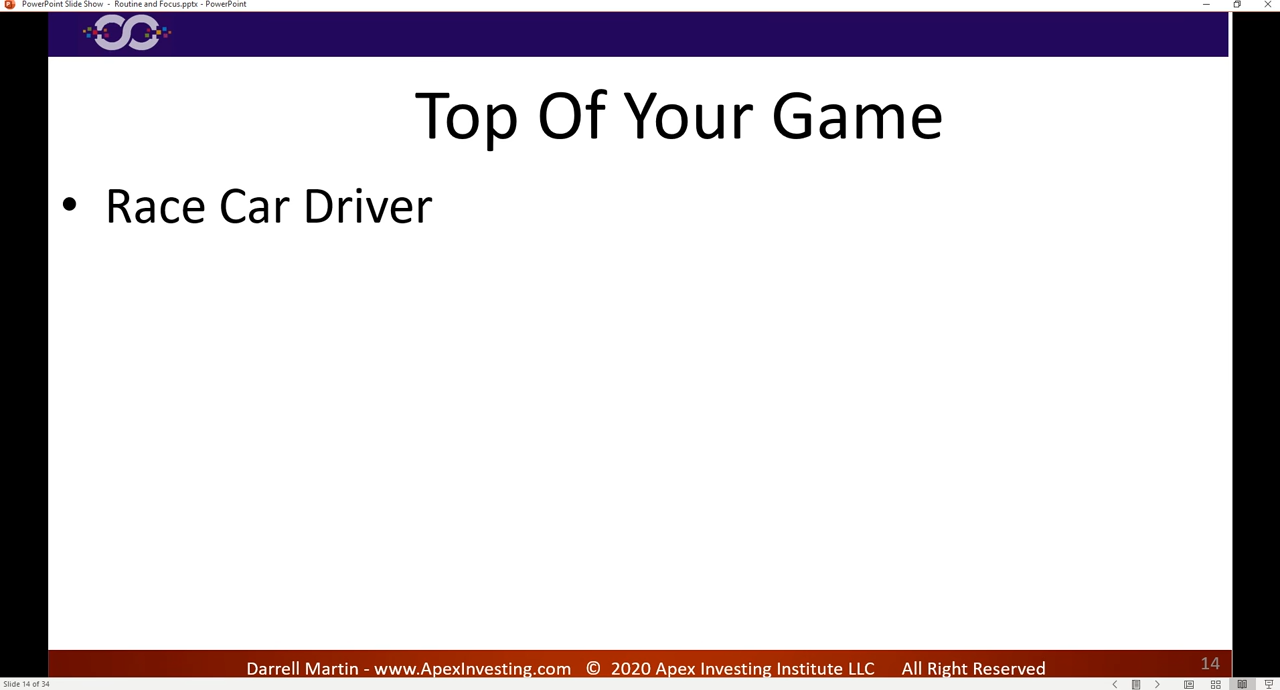 PowerPoint Slide Show - Routine and Focus.pptx - PowerPoint
Top Of Your Game
• Race Car Driver
Darrell Martin - www.ApexInvesting.com © 2020 Apex Investing Institute LLC All Right Reserved
14
Slide 14 of 34